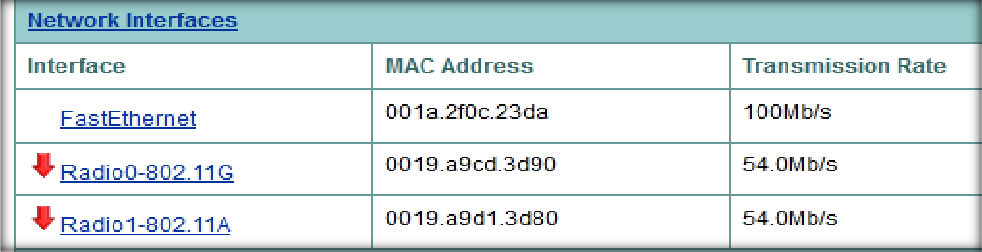 Network Interfaces
Interface MAC Address Transmission Rate
FastEthernet 001a.2f0c.23da 100Mb/s
Radio0-802.11G 0019.a9cd.3d90 54.0Mb/s
Radio1-802.11A 0019.a9d1.3d80 54.0Mb/s